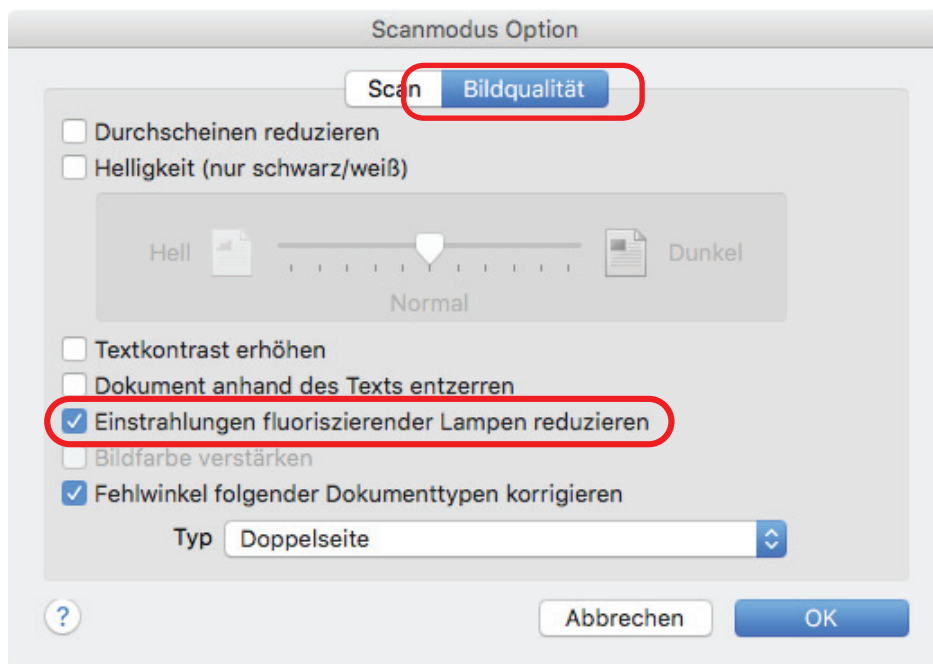 Scanmodus Option
Scan Bildqualität
Durchscheinen reduzieren
Helligkeit (nur schwarz/weiß)
Hell Dunkel
Normal
Textkontrast erhöhen
Dokument anhand des Texts entzerren
Einstrahlungen fluoriszierender Lampen reduzieren
Bildfarbe verstärken
Fehlwinkel folgender Dokumenttypen korrigieren
Typ Doppelseite
? Abbrechen OK